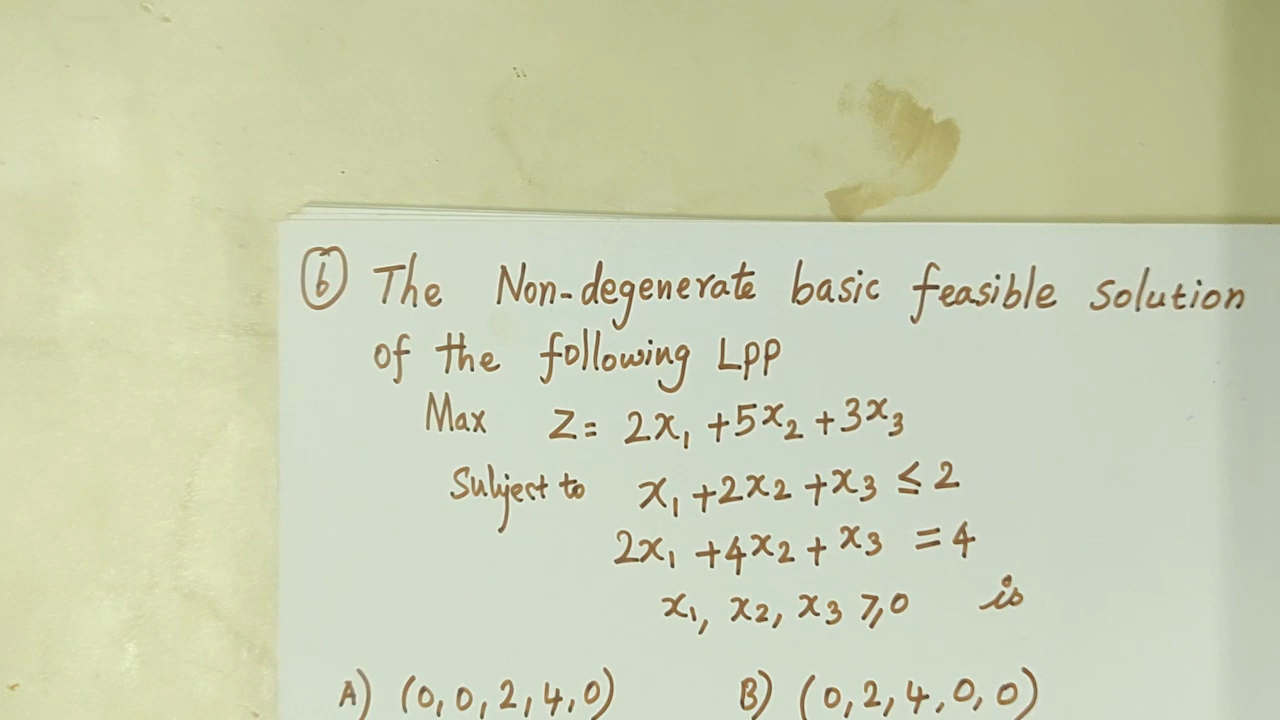 ⑥ The Non-degenerate basic feasible solution
of the following LPP
Max Z = 2x₁ + 5x₂ + 3x₃
Subject to x₁ + 2x₂ + x₃ ≤ 2
2x₁ + 4x₂ + x₃ = 4
x₁, x₂, x₃ ≥ 0 is
A) (0, 0, 2, 4, 0) B) (0, 2, 4, 0, 0)